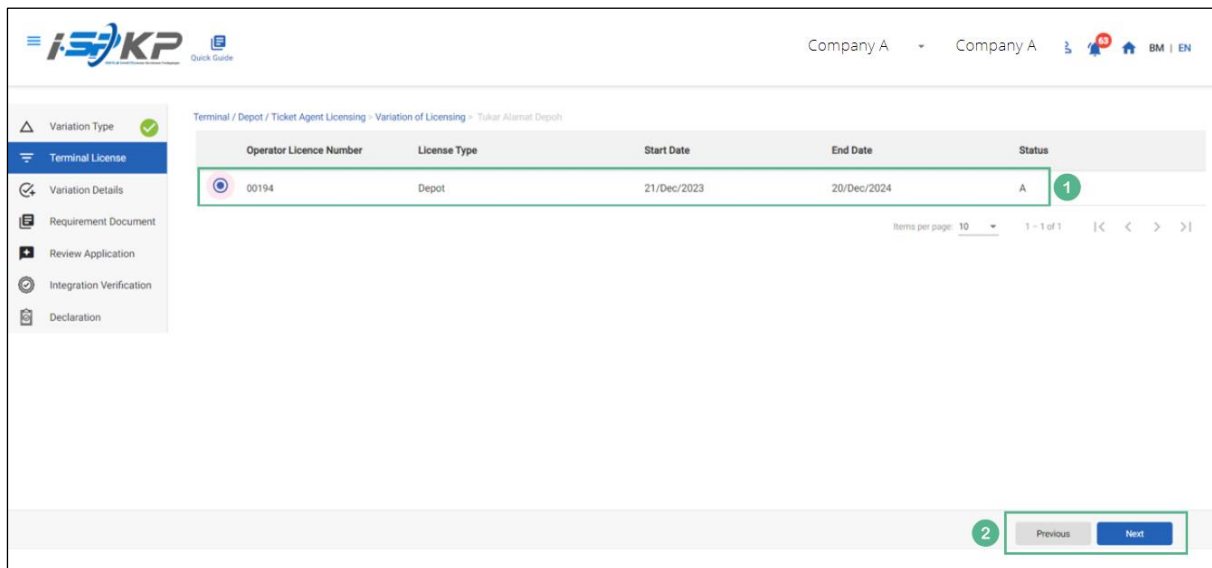 i-SPKP
Quick Guide
Company A
Company A
63
BM | EN
Variation Type
Terminal License
Variation Details
Requirement Document
Review Application
Integration Verification
Declaration
Terminal / Depot / Ticket Agent Licensing > Variation of Licensing > Tukar Alamat Depoh
Operator Licence Number License Type Start Date End Date Status
00194 Depot 21/Dec/2023 20/Dec/2024 A 1
Items per page: 10 1 – 1 of 1
2 Previous Next